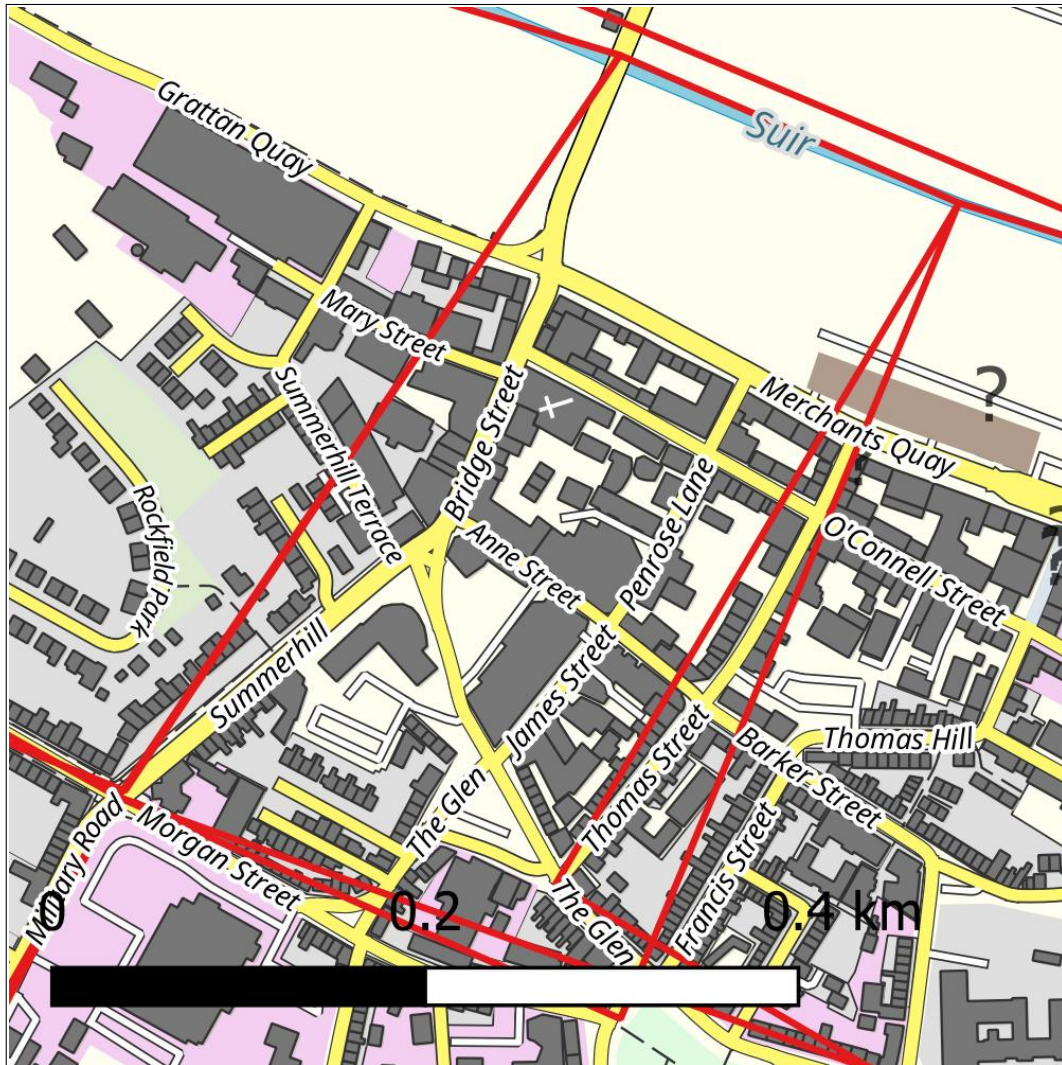 Grattan Quay
Suir
Mary Street
Summerhill Terrace
Bridge Street
Merchants Quay
?
?
?
Rockfield Park
Anne Street
Penrose Lane
O'Connell Street
Summerhill
James Street
Thomas Street
Thomas Hill
Barker Street
The Glen
Newry Road
Morgan Street
Francis Street
The Glen
0
0.2
0.4 km